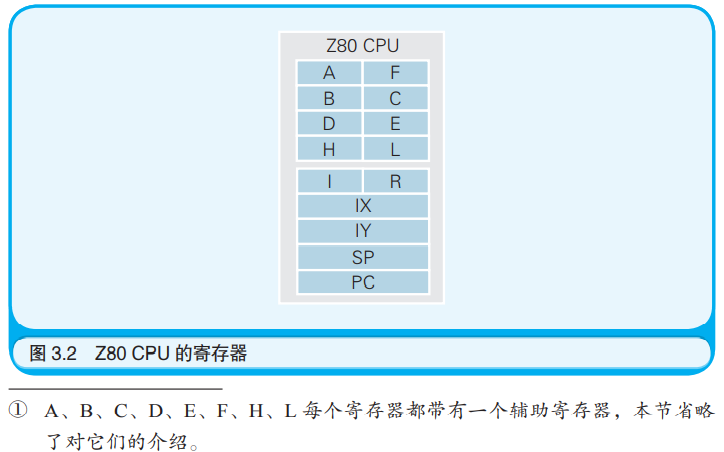 Z80 CPU
A F
B C
D E
H L
I R
IX
IY
SP
PC
图 3.2 Z80 CPU 的寄存器
① A、B、C、D、E、F、H、L 每个寄存器都带有一个辅助寄存器，本节省略
了对它们的介绍。